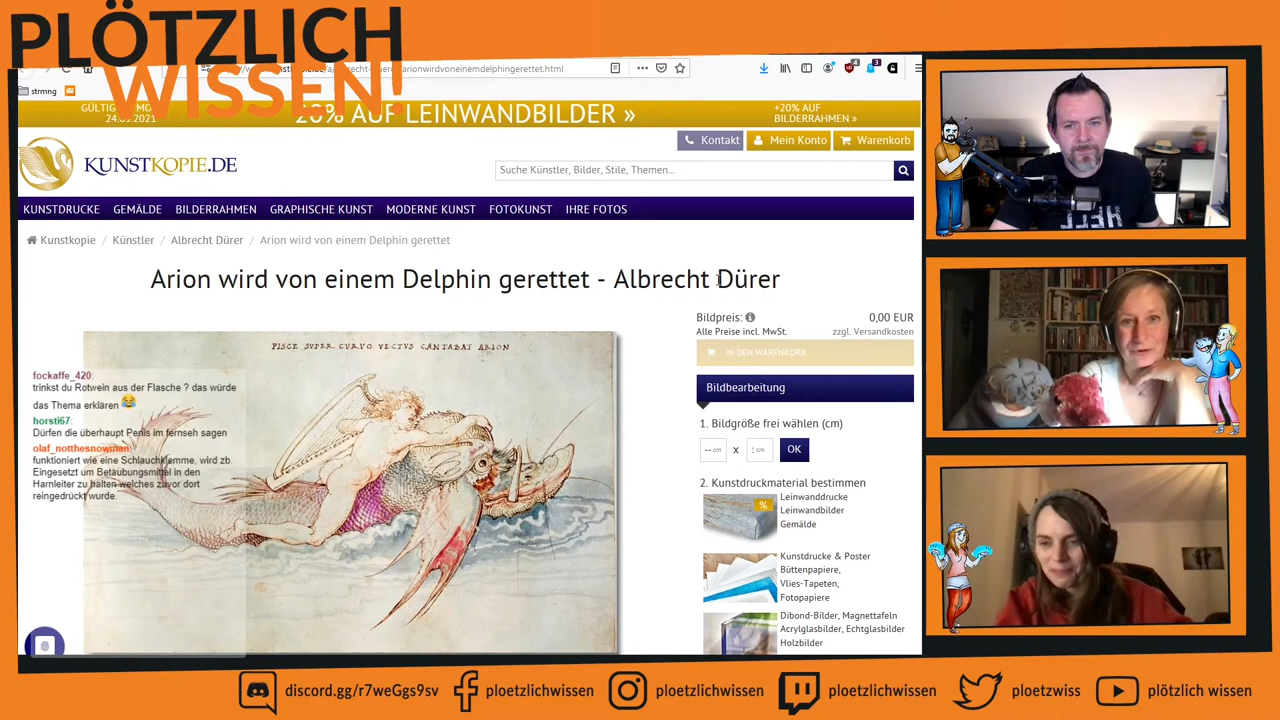 PLÖTZLICH
WISSEN!
strmng
24.03.2021
20% AUF LEINWANDBILDER »
+20% AUF
BILDERRAHMEN »
KUNSTKOPIE.DE
Kontakt
Mein Konto
Warenkorb
Suche Künstler, Bilder, Stile, Themen...
KUNSTDRUCKE GEMÄLDE BILDERRAHMEN GRAPHISCHE KUNST MODERNE KUNST FOTOKUNST IHRE FOTOS
Kunstkopie / Künstler / Albrecht Dürer / Arion wird von einem Delphin gerettet
Arion wird von einem Delphin gerettet - Albrecht Dürer
PISCE SUPER CURVO VECTUS CANTABAT ARION
fockaffe_420:
trinkst du Rotwein aus der Flasche ? das würde
das Thema erklären 😂
horsti67:
Dürfen die überhaupt Penis im fernseh sagen
olaf_notthesnowman:
funktioniert wie eine Schlauchklemme, wird zb.
Eingesetzt um Betäubungsmittel in den
Harnleiter zu halten welches zuvor dort
reingedrückt wurde.
Bildpreis: 0,00 EUR
Alle Preise incl. MwSt. zzgl. Versandkosten
IN DEN WARENKORB
Bildbearbeitung
1. Bildgröße frei wählen (cm)
cm x cm OK
2. Kunstdruckmaterial bestimmen
%
Leinwanddrucke
Leinwandbilder
Gemälde
Kunstdrucke & Poster
Büttenpapiere,
Vlies-Tapeten,
Fotopapiere
Dibond-Bilder, Magnettafeln
Acrylglasbilder, Echtglasbilder
Holzbilder
discord.gg/r7weGgs9sv
ploetzlichwissen
ploetzlichwissen
ploetzlichwissen
ploetzwiss
plötzlich wissen